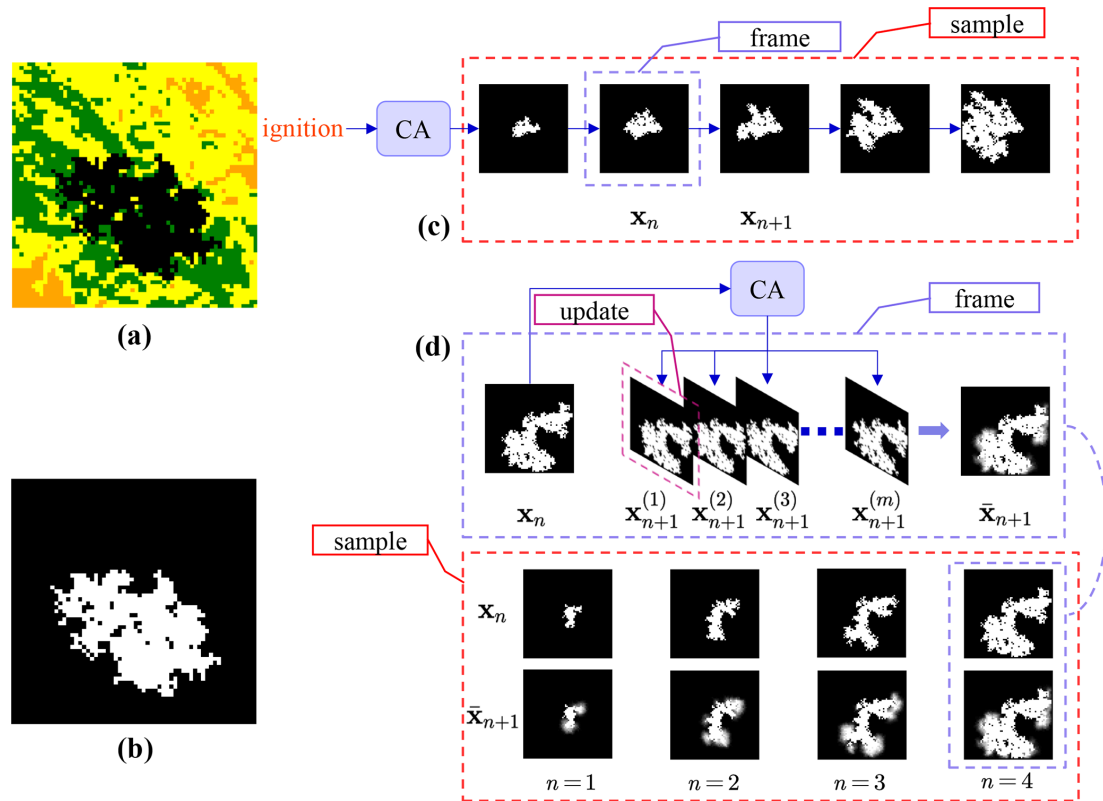 frame
sample
ignition
CA
x_n
x_{n+1}
(c)
(a)
CA
frame
update
(d)
x_n
x_{n+1}^{(1)} x_{n+1}^{(2)} x_{n+1}^{(3)} x_{n+1}^{(m)}
x̄_{n+1}
sample
x_n
x̄_{n+1}
(b)
n=1 n=2 n=3 n=4